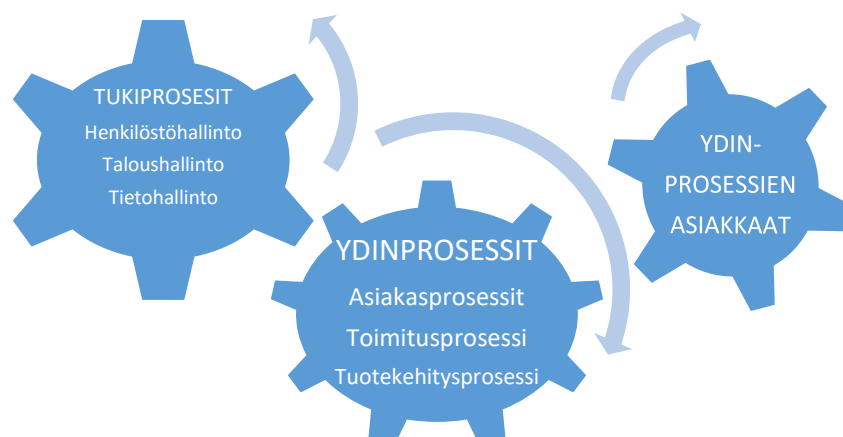 TUKIPROSESIT
Henkilöstöhallinto
Taloushallinto
Tietohallinto
YDINPROSESSIT
Asiakasprosessit
Toimitusprosessi
Tuotekehitysprosessi
YDIN-
PROSESSIEN
ASIAKKAAT